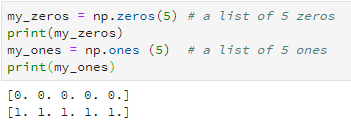 my_zeros = np.zeros(5) # a list of 5 zeros
print(my_zeros)
my_ones = np.ones (5)  # a list of 5 ones
print(my_ones)
[0. 0. 0. 0. 0.]
[1. 1. 1. 1. 1.]